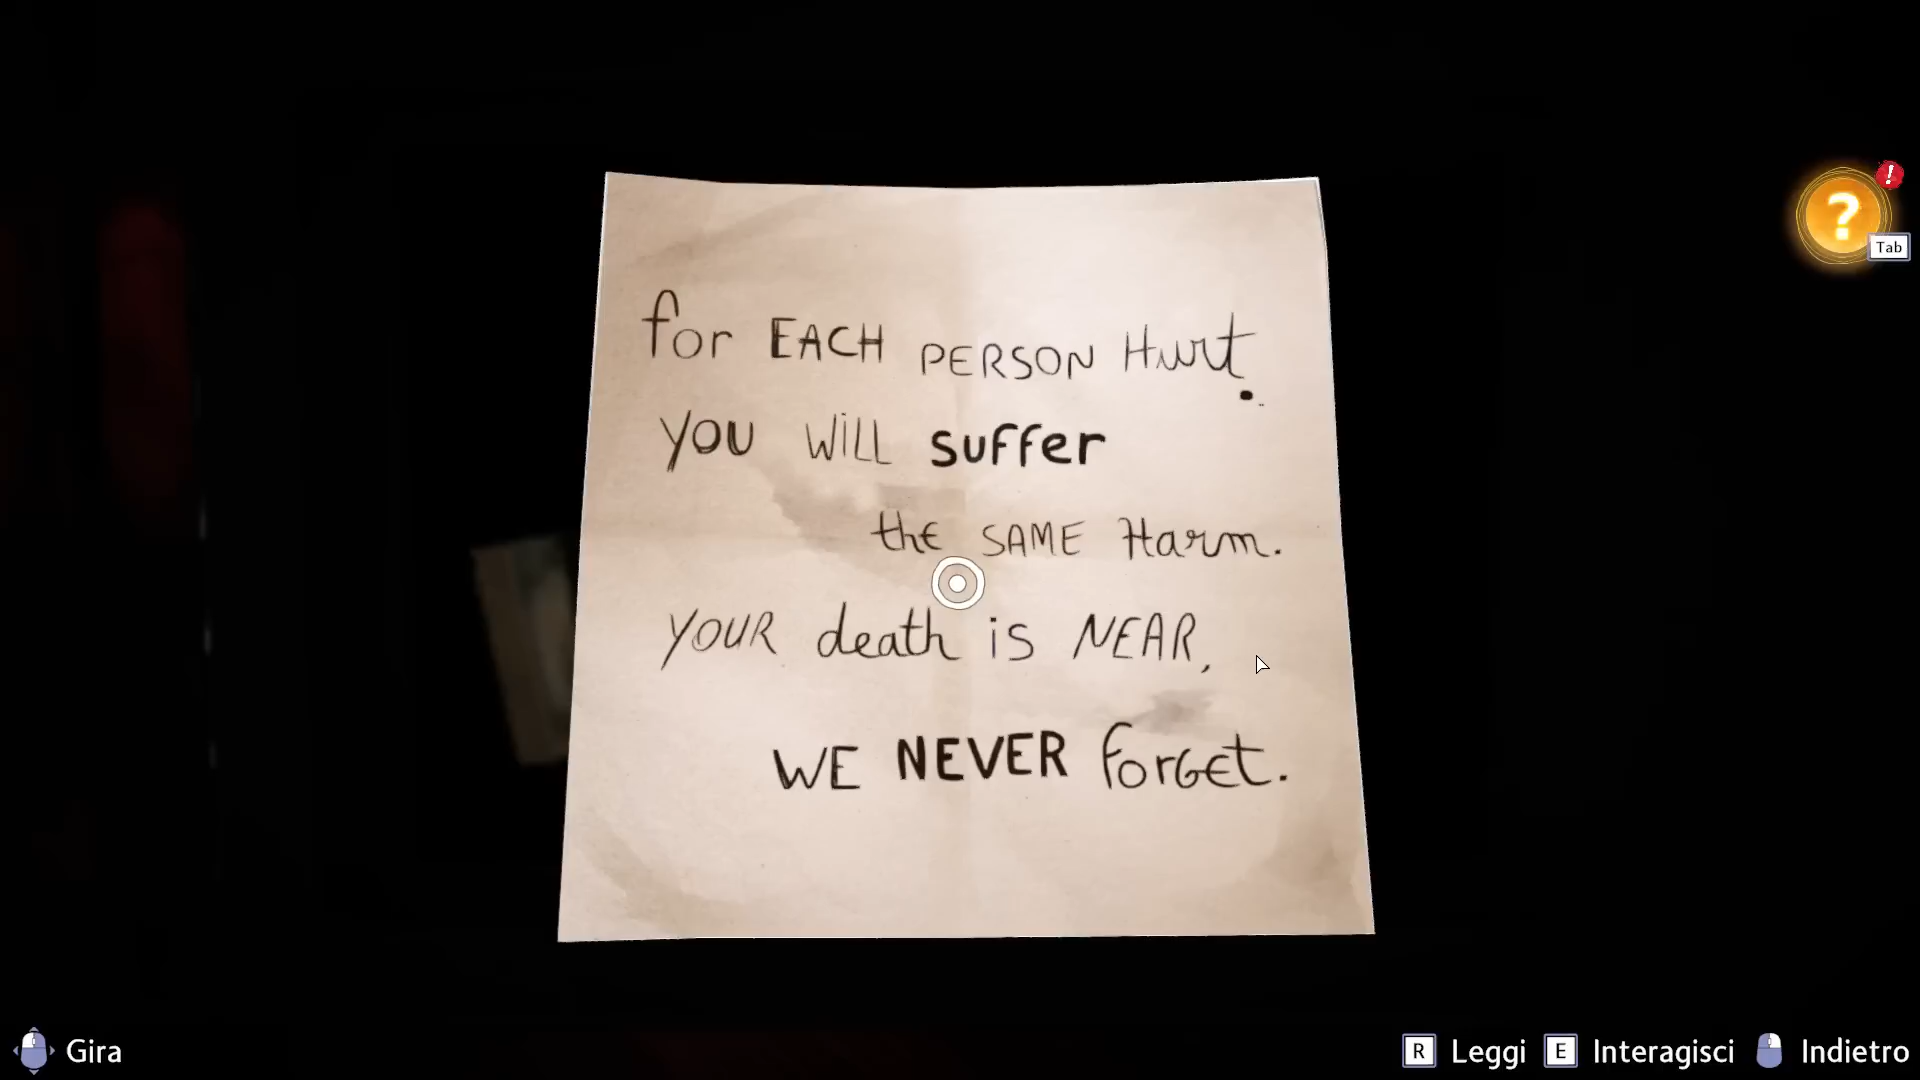 !
?
Tab
for EACH PERSON Hurt.
YOU WiLL suffer
the SAME Harm.
YOUR death is NEAR,
WE NEVER forGEt.
Gira
R Leggi E Interagisci Indietro